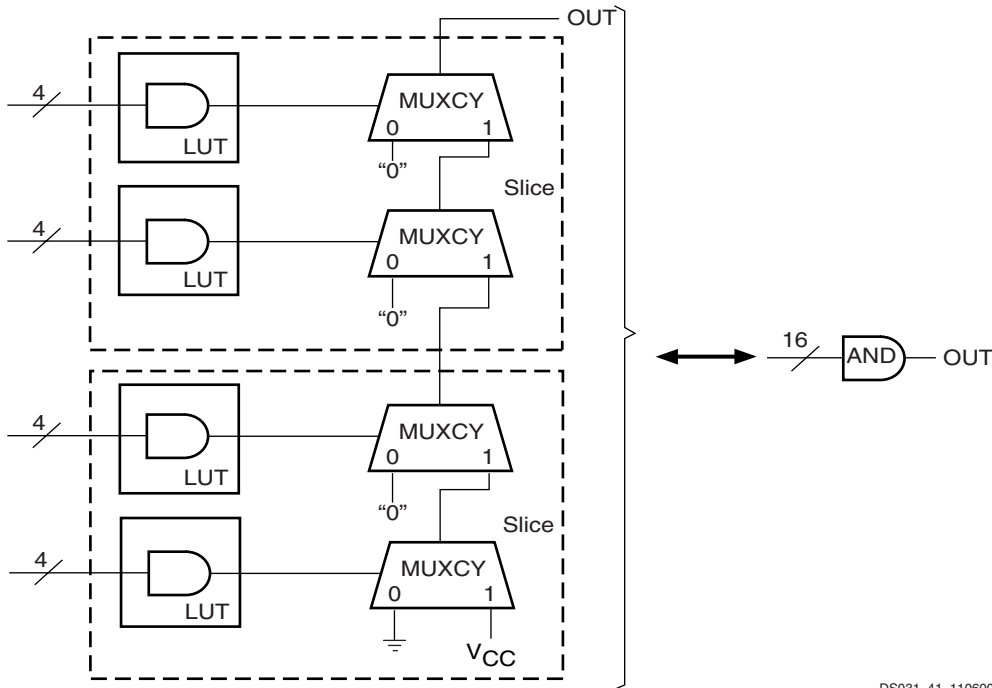 OUT
4
LUT
MUXCY
0 1
“0”
Slice
4
LUT
MUXCY
0 1
“0”
16
AND
OUT
4
LUT
MUXCY
0 1
“0”
Slice
4
LUT
MUXCY
0 1
VCC
DS031_41_110600